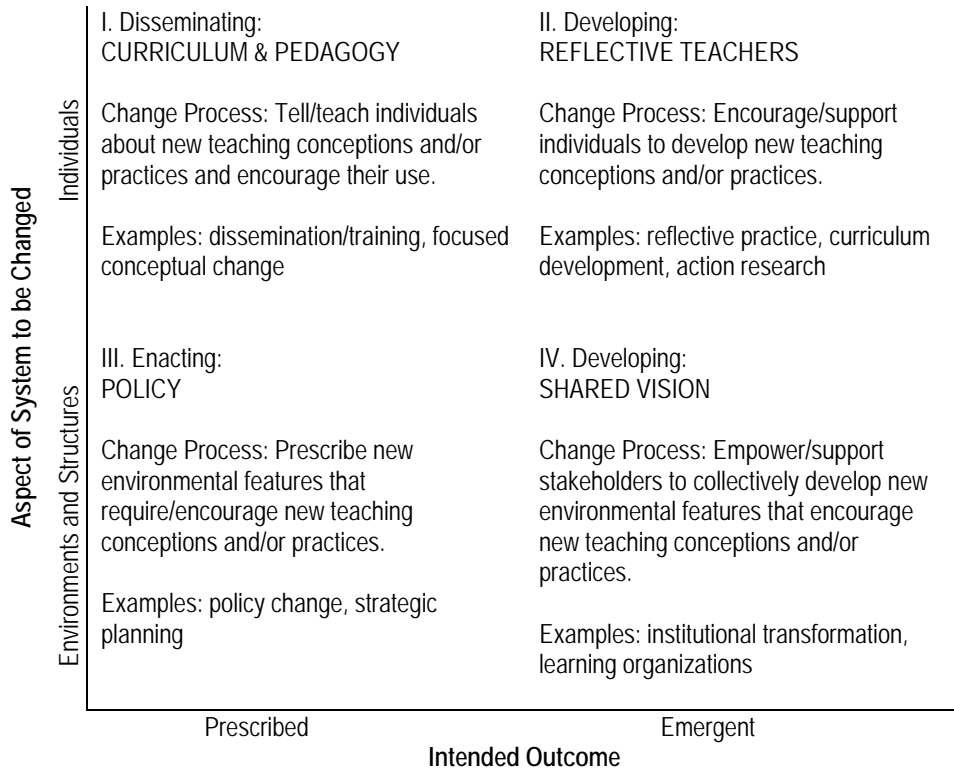 I. Disseminating:
CURRICULUM & PEDAGOGY
Change Process: Tell/teach individuals
about new teaching conceptions and/or
practices and encourage their use.
Examples: dissemination/training, focused
conceptual change
II. Developing:
REFLECTIVE TEACHERS
Change Process: Encourage/support
individuals to develop new teaching
conceptions and/or practices.
Examples: reflective practice, curriculum
development, action research
III. Enacting:
POLICY
Change Process: Prescribe new
environmental features that
require/encourage new teaching
conceptions and/or practices.
Examples: policy change, strategic
planning
IV. Developing:
SHARED VISION
Change Process: Empower/support
stakeholders to collectively develop new
environmental features that encourage
new teaching conceptions and/or
practices.
Examples: institutional transformation,
learning organizations
Aspect of System to be Changed
Individuals
Environments and Structures
Prescribed
Emergent
Intended Outcome